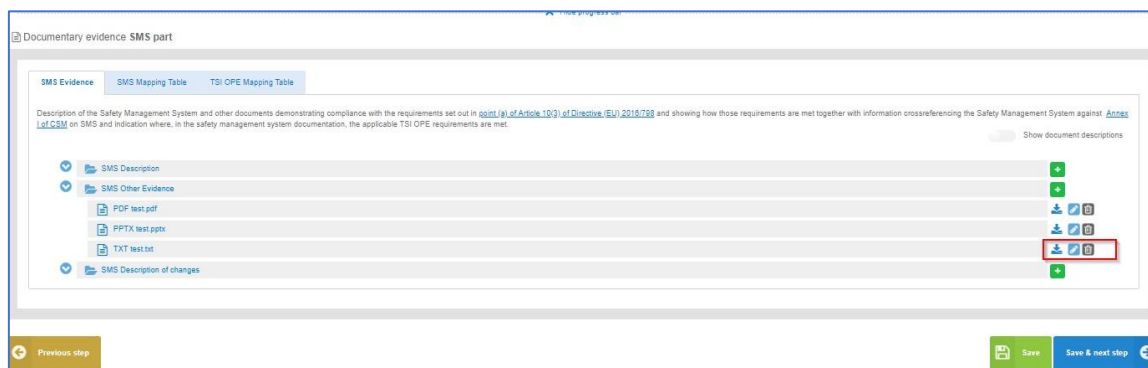 Hide progress bar
Documentary evidence SMS part
SMS Evidence SMS Mapping Table TSI OPE Mapping Table
Description of the Safety Management System and other documents demonstrating compliance with the requirements set out in point (a) of Article 10(3) of Directive (EU) 2016/798 and showing how those requirements are met together with information crossreferencing the Safety Management System against Annex
I of CSM on SMS and indication where, in the safety management system documentation, the applicable TSI OPE requirements are met.
Show document descriptions
SMS Description
SMS Other Evidence
PDF test.pdf
PPTX test.pptx
TXT test.txt
SMS Description of changes
Previous step Save Save & next step